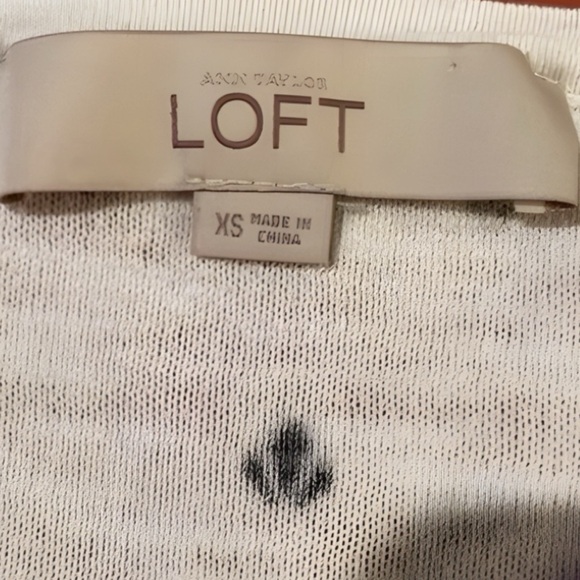 ANN TAYLOR
LOFT
XS MADE IN
CHINA